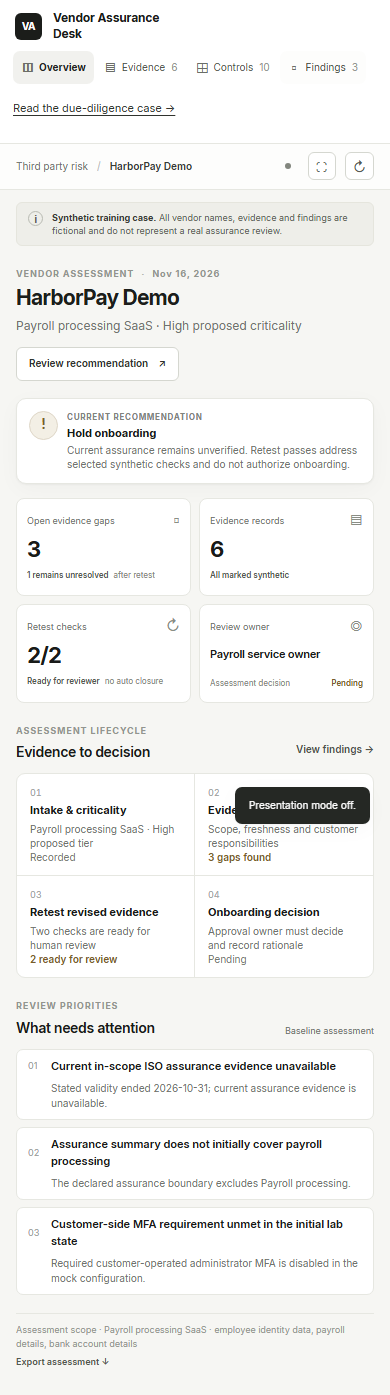 VA
Vendor Assurance
Desk
Overview
Evidence 6
Controls 10
Findings 3
Read the due-diligence case →
Third party risk / HarborPay Demo
Synthetic training case. All vendor names, evidence and findings are
fictional and do not represent a real assurance review.
VENDOR ASSESSMENT · Nov 16, 2026
HarborPay Demo
Payroll processing SaaS · High proposed criticality
Review recommendation ↗
!
CURRENT RECOMMENDATION
Hold onboarding
Current assurance remains unverified. Retest passes address
selected synthetic checks and do not authorize onboarding.
Open evidence gaps
3
1 remains unresolved after retest
Evidence records
6
All marked synthetic
Retest checks
2/2
Ready for reviewer no auto closure
Review owner
Payroll service owner
Assessment decision Pending
ASSESSMENT LIFECYCLE
Evidence to decision
View findings →
01
Intake & criticality
Payroll processing SaaS · High
proposed tier
Recorded
02
Evide
Presentation mode off.
Scope, freshness and customer
responsibilities
3 gaps found
03
Retest revised evidence
Two checks are ready for
human review
2 ready for review
04
Onboarding decision
Approval owner must decide
and record rationale
Pending
REVIEW PRIORITIES
What needs attention
Baseline assessment
01
Current in-scope ISO assurance evidence unavailable
Stated validity ended 2026-10-31; current assurance evidence is
unavailable.
02
Assurance summary does not initially cover payroll
processing
The declared assurance boundary excludes Payroll processing.
03
Customer-side MFA requirement unmet in the initial lab
state
Required customer-operated administrator MFA is disabled in the
mock configuration.
Assessment scope · Payroll processing SaaS · employee identity data, payroll
details, bank account details
Export assessment ↓